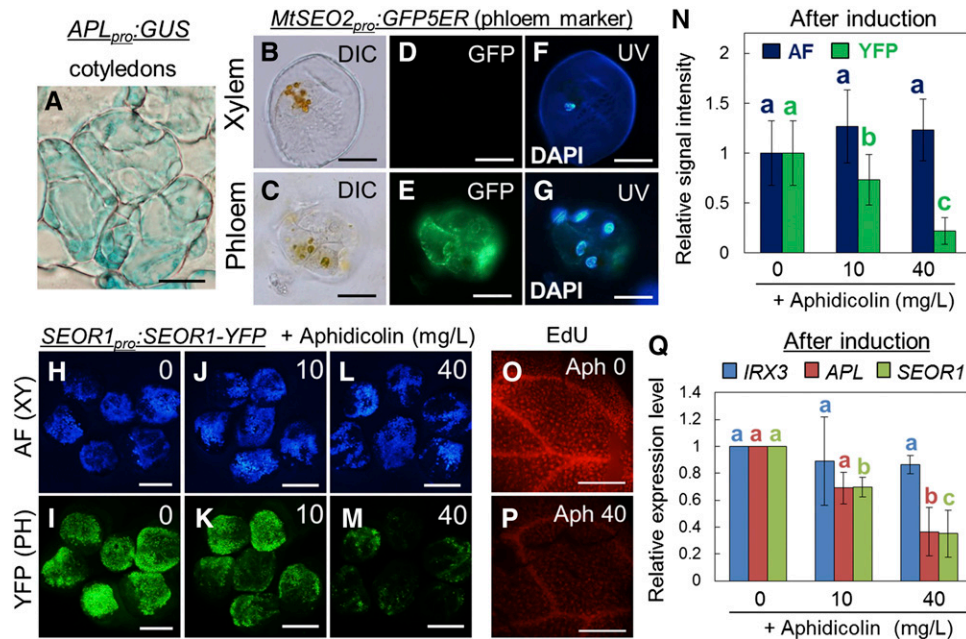 APLpro:GUS
cotyledons
A
MtSEO2pro:GFP5ER (phloem marker)
Xylem
B DIC
D GFP
F UV
DAPI
Phloem
C DIC
E GFP
G UV
DAPI
SEOR1pro:SEOR1-YFP + Aphidicolin (mg/L)
AF (XY)
H 0
J 10
L 40
YFP (PH)
I 0
K 10
M 40
EdU
O Aph 0
P Aph 40
N After induction
AF YFP
Relative signal intensity
2
1.5
1
0.5
0
a a
a b
a c
0 10 40
+ Aphidicolin (mg/L)
Q After induction
IRX3 APL SEOR1
Relative expression level
1.4
1.2
1
0.8
0.6
0.4
0.2
0
a a a
a a b
a b c
0 10 40
+ Aphidicolin (mg/L)